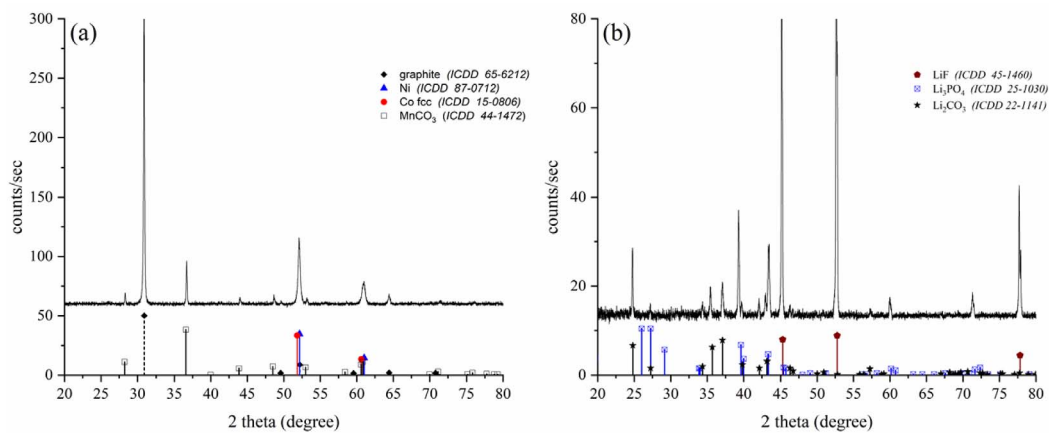 (a)
graphite (ICDD 65-6212)
Ni (ICDD 87-0712)
Co fcc (ICDD 15-0806)
MnCO₃ (ICDD 44-1472)
counts/sec
300
250
200
150
100
50
0
20 25 30 35 40 45 50 55 60 65 70 75 80
2 theta (degree)
(b)
LiF (ICDD 45-1460)
Li₃PO₄ (ICDD 25-1030)
Li₂CO₃ (ICDD 22-1141)
counts/sec
80
60
40
20
0
20 25 30 35 40 45 50 55 60 65 70 75 80
2 theta (degree)